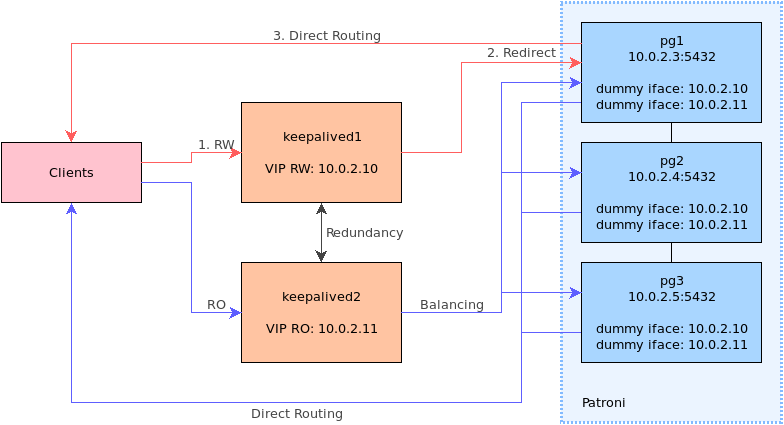 3. Direct Routing
2. Redirect
pg1
10.0.2.3:5432
dummy iface: 10.0.2.10
dummy iface: 10.0.2.11
1. RW
keepalived1
VIP RW: 10.0.2.10
Clients
pg2
10.0.2.4:5432
dummy iface: 10.0.2.10
dummy iface: 10.0.2.11
Redundancy
RO
keepalived2
VIP RO: 10.0.2.11
Balancing
pg3
10.0.2.5:5432
dummy iface: 10.0.2.10
dummy iface: 10.0.2.11
Patroni
Direct Routing